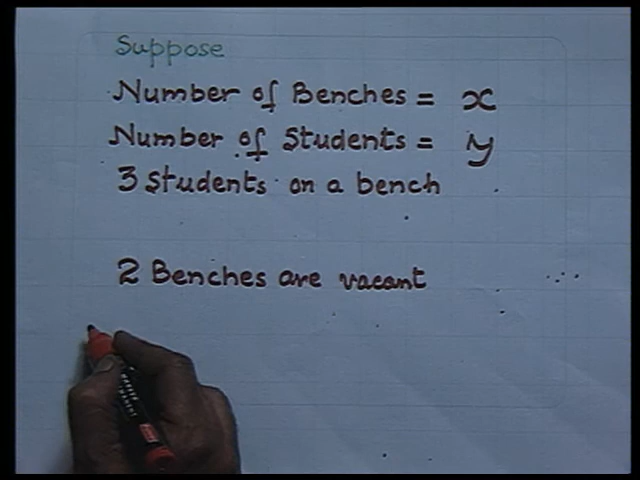 Suppose
Number of Benches = x
Number of Students = y
3 Students on a bench
2 Benches are vacant